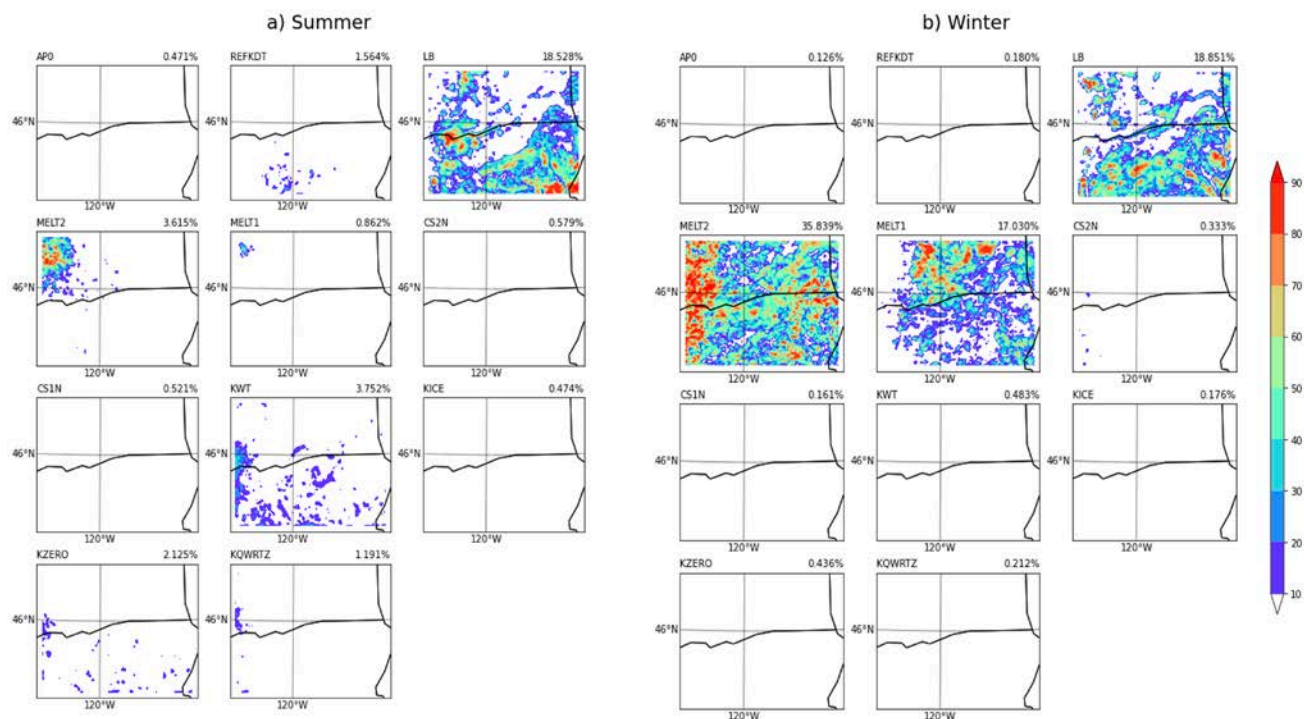 a) Summer
AP0 0.471% REFKDT 1.564% LB 18.528%
46°N
120°W 120°W 120°W
MELT2 3.615% MELT1 0.862% CS2N 0.579%
46°N 46°N 46°N
120°W 120°W 120°W
CS1N 0.521% KWT 3.752% KICE 0.474%
46°N 46°N 46°N
120°W 120°W 120°W
KZERO 2.125% KQWRTZ 1.191%
46°N 46°N
120°W 120°W
b) Winter
AP0 0.126% REFKDT 0.180% LB 18.851%
46°N 46°N 46°N
120°W 120°W 120°W
MELT2 35.839% MELT1 17.030% CS2N 0.333%
46°N 46°N 46°N
120°W 120°W 120°W
CS1N 0.161% KWT 0.483% KICE 0.176%
46°N 46°N 46°N
120°W 120°W 120°W
KZERO 0.436% KQWRTZ 0.212%
46°N 46°N
120°W 120°W
90
80
70
60
50
40
30
20
10